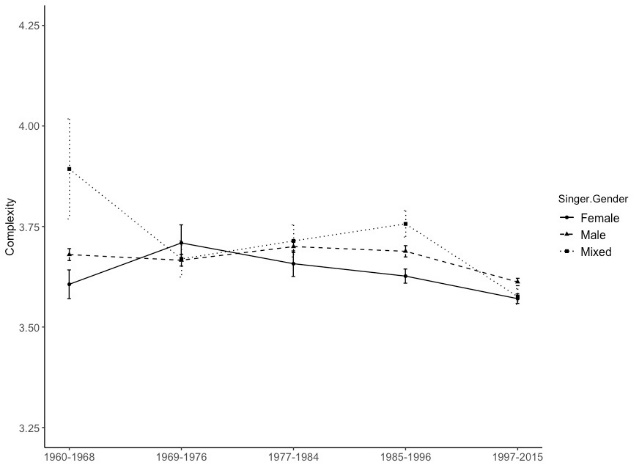 4.25
4.00
3.75
3.50
3.25
Complexity
1960-1968 1969-1976 1977-1984 1985-1996 1997-2015
Singer.Gender
Female
Male
Mixed